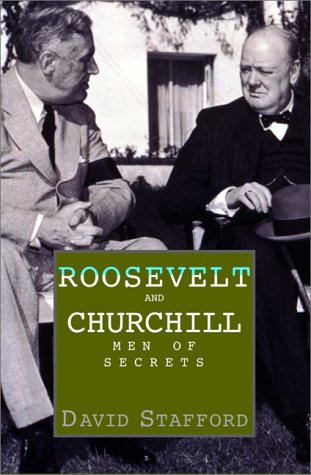 ROOSEVELT
AND
CHURCHILL
MEN OF
SECRETS
DAVID STAFFORD